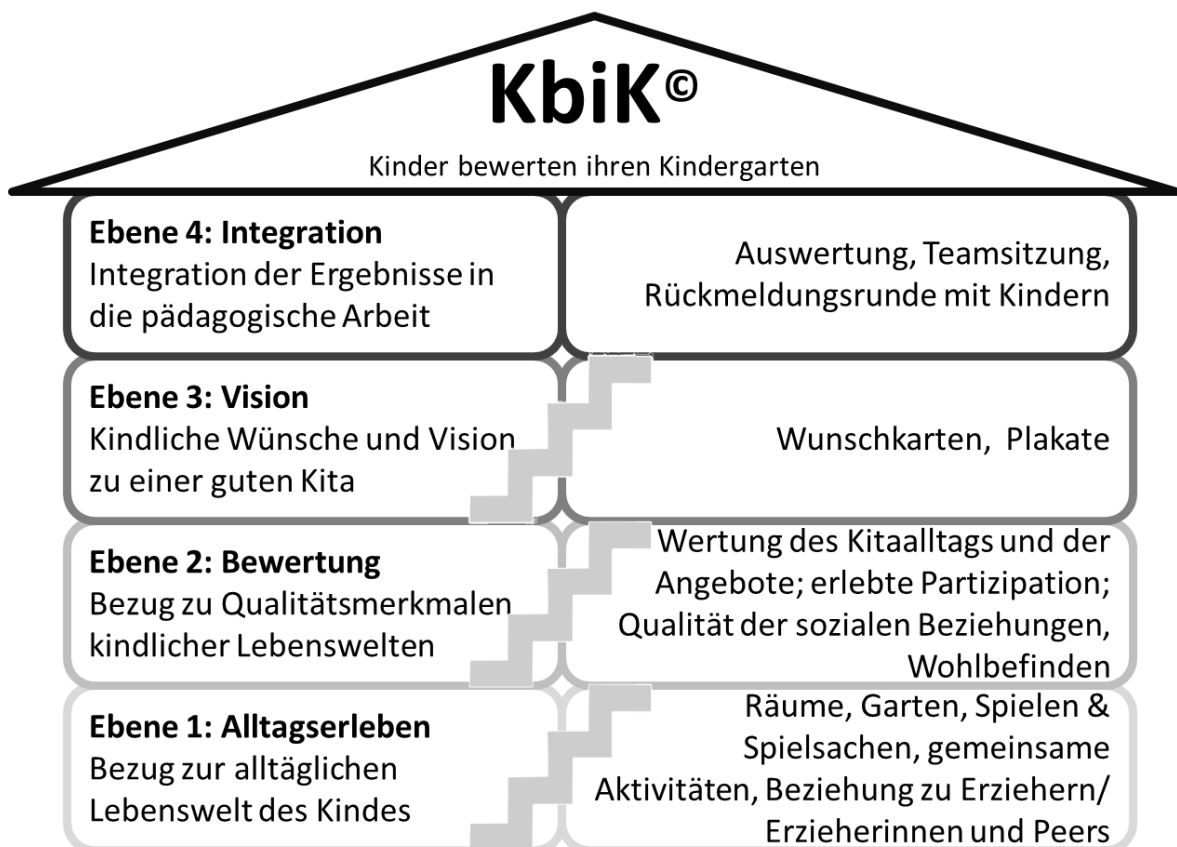 KbiK©
Kinder bewerten ihren Kindergarten
Ebene 4: Integration
Integration der Ergebnisse in
die pädagogische Arbeit
Auswertung, Teamsitzung,
Rückmeldungsrunde mit Kindern
Ebene 3: Vision
Kindliche Wünsche und Vision
zu einer guten Kita
Wunschkarten, Plakate
Ebene 2: Bewertung
Bezug zu Qualitätsmerkmalen
kindlicher Lebenswelten
Wertung des Kitaalltags und der
Angebote; erlebte Partizipation;
Qualität der sozialen Beziehungen,
Wohlbefinden
Ebene 1: Alltagserleben
Bezug zur alltäglichen
Lebenswelt des Kindes
Räume, Garten, Spielen &
Spielsachen, gemeinsame
Aktivitäten, Beziehung zu Erziehern/
Erzieherinnen und Peers